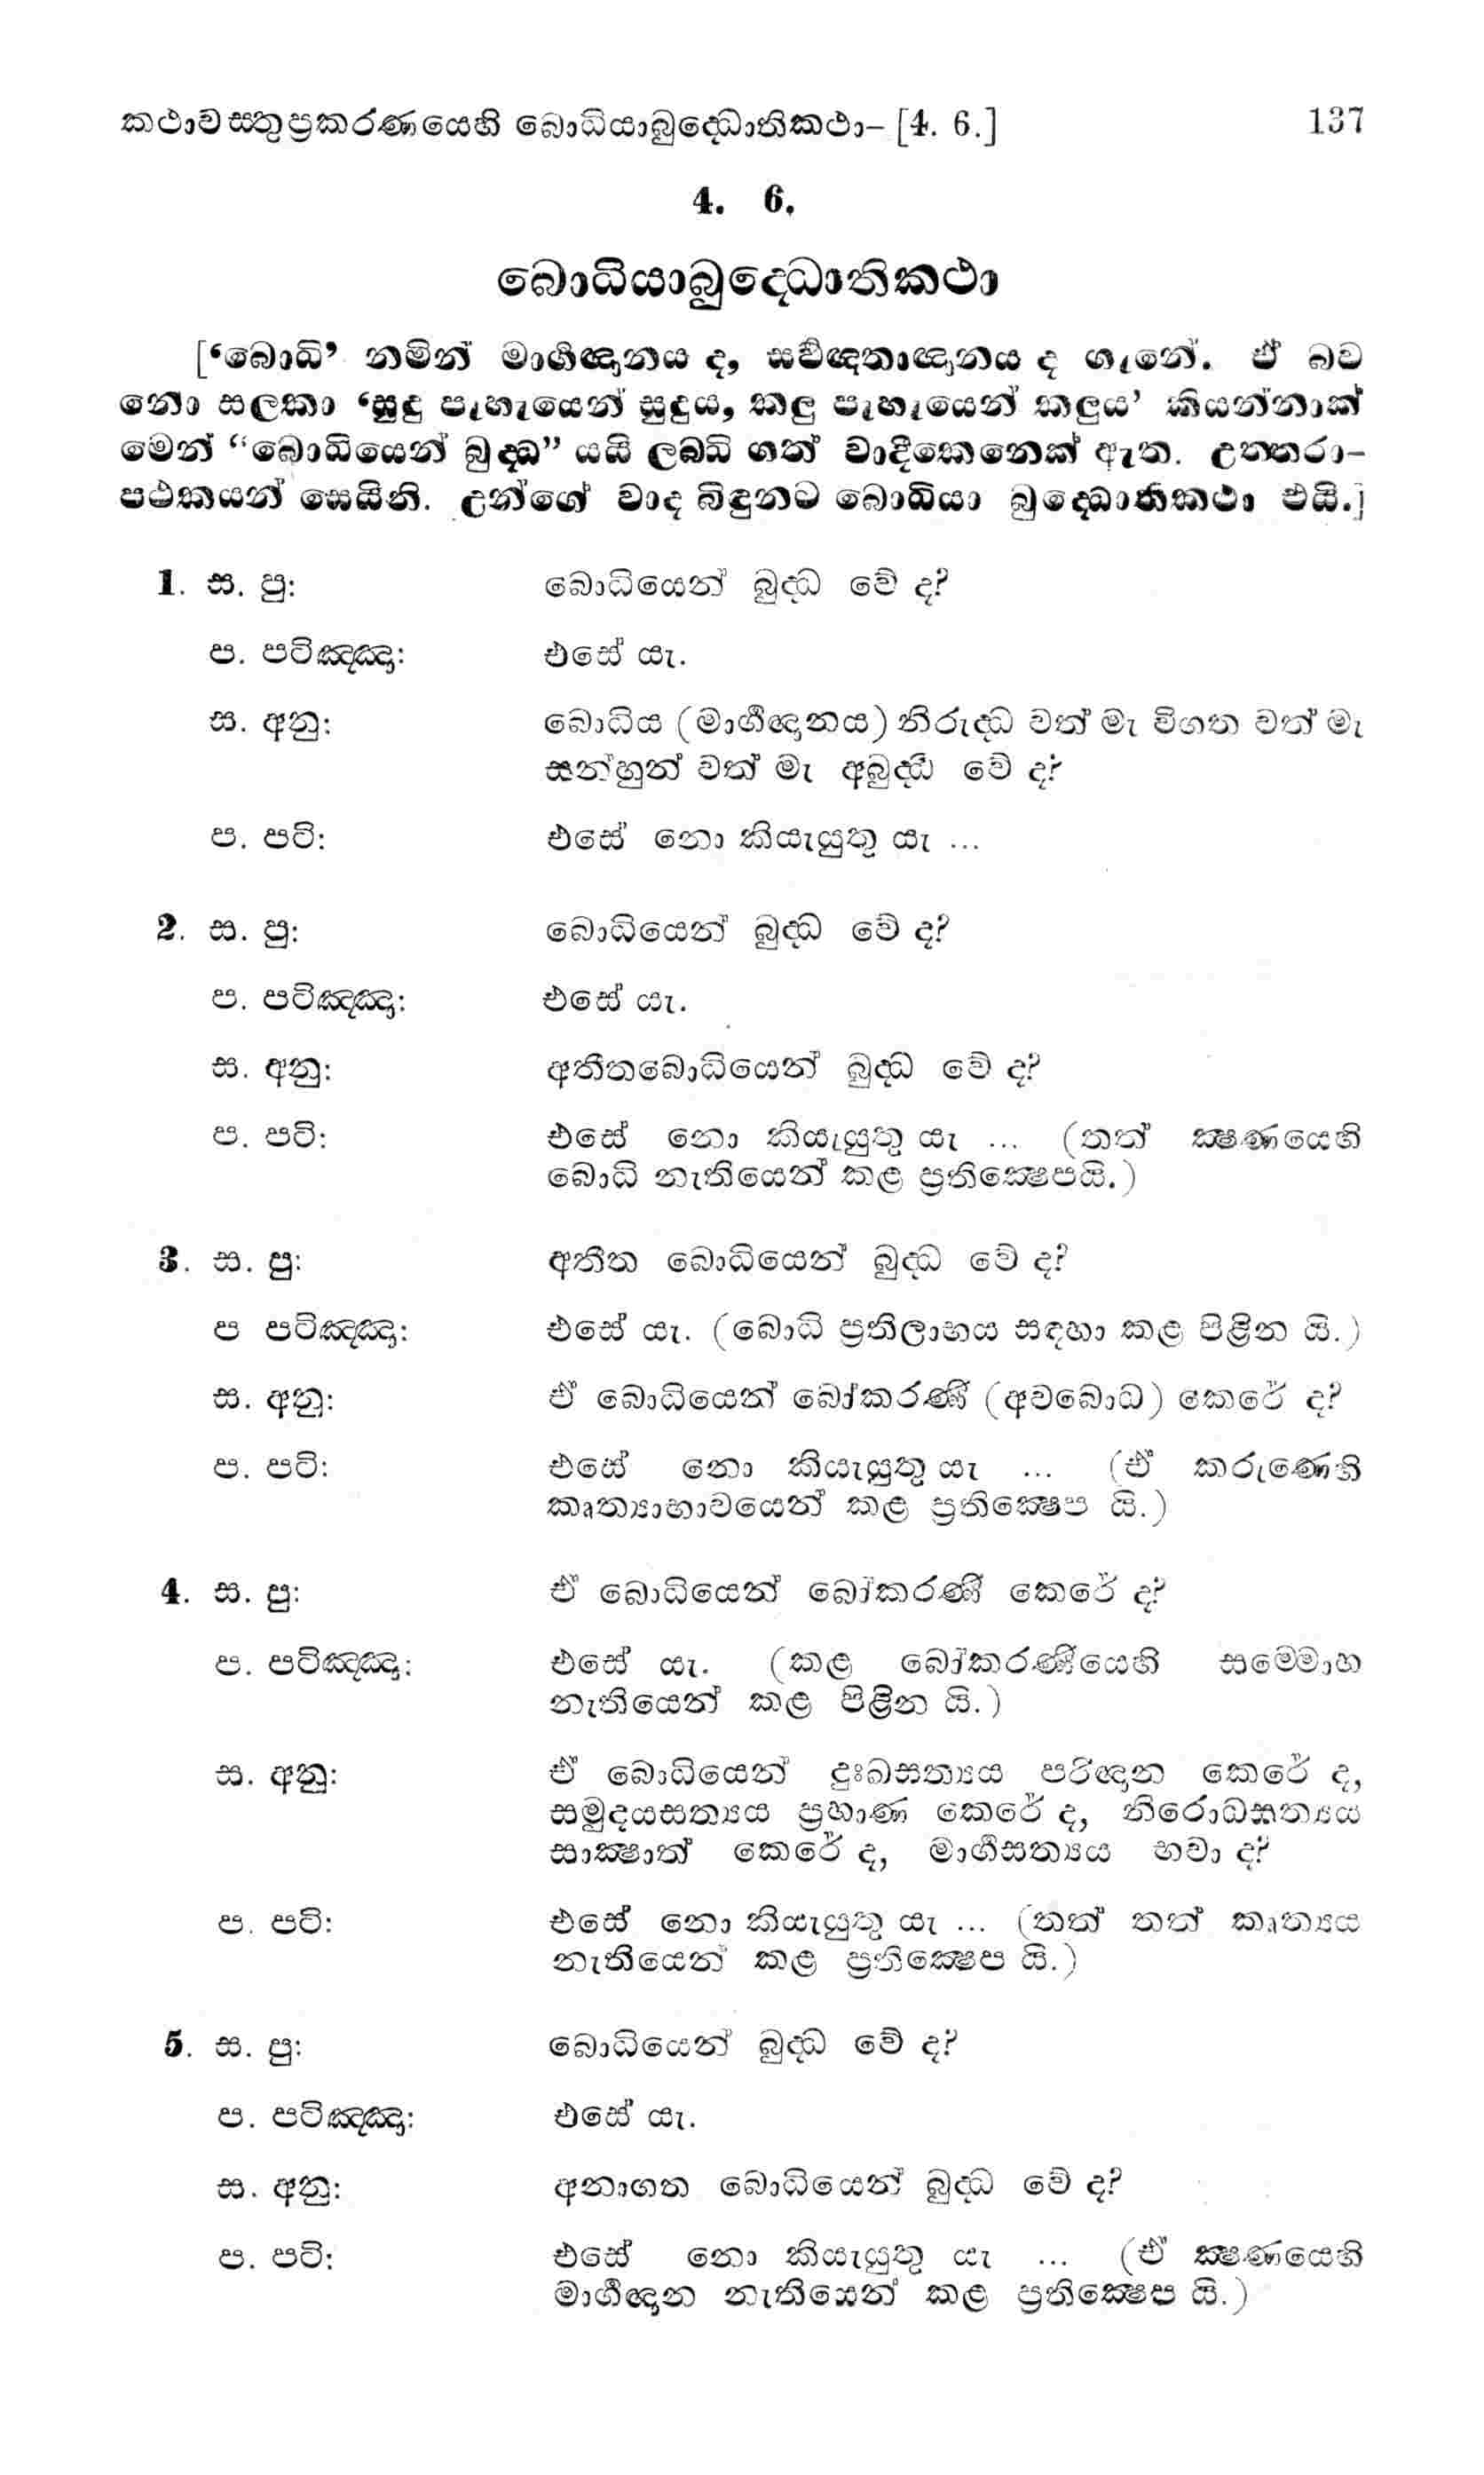 කථාවස්තුප්‍රකරණයෙහි බොධියාබුද්ධොතිකථා– [4. 6.] 137
4. 6.
බොධියාබුද්ධොතිකථා
[‘බොධි’ නමින් මාර්ගඥානය ද, සර්වඥතාඥානය ද ගැනේ. ඒ බව
නො සලකා ‘සුදු පැහැයෙන් සුදුය, කලු පැහැයෙන් කලුය’ කියන්නාක්
මෙන් “බොධියෙන් බුද්ධ” යයි ලබ්ධි ගත් වාදීකෙනෙක් ඇත. උත්තරා-
පථකයන් සෙයිනි. උන්ගේ වාද බිඳුනට බොධියා බුද්ධොතිකථා එයි.]
1. ස. පු: බොධියෙන් බුද්ධ වේ ද?
ප. පටිඤ්ඤා: එසේ යැ.
ස. අනු: බොධිය (මාර්ගඥානය) නිරුද්ධ වත් මැ විගත වත් මැ
සන්හුන් වත් මැ අබුද්ධ වේ ද?
ප. පටි: එසේ නො කියැයුතු යැ ...
2. ස. පු: බොධියෙන් බුද්ධ වේ ද?
ප. පටිඤ්ඤා: එසේ යැ.
ස. අනු: අතීතබොධියෙන් බුද්ධ වේ ද?
ප. පටි: එසේ නො කියැයුතු යැ ... (තත් ක්‍ෂණයෙහි
බොධි නැතියෙන් කළ ප්‍රතික්‍ෂෙපයි.)
3. ස. පු: අතීත බොධියෙන් බුද්ධ වේ ද?
ප පටිඤ්ඤා: එසේ යැ. (බොධි ප්‍රතිලාභය සඳහා කළ පිළින යි.)
ස. අනු: ඒ බොධියෙන් බෝකරණී (අවබොධ) කෙරේ ද?
ප. පටි: එසේ නො කියැයුතු යැ ... (ඒ කරුණෙහි
කෘත්‍යාභාවයෙන් කළ ප්‍රතික්‍ෂෙප යි.)
4. ස. පු: ඒ බොධියෙන් බෝකරණී කෙරේ ද?
ප. පටිඤ්ඤා: එසේ යැ. (කළ බෝකරණීයෙහි සම්මොහ
නැතියෙන් කළ පිළින යි.)
ස. අනු: ඒ බොධියෙන් දුඃඛසත්‍යය පරිඥාන කෙරේ ද,
සමුදයසත්‍යය ප්‍රහාණ කෙරේ ද, නිරොධසත්‍යය
සාක්‍ෂාත් කෙරේ ද, මාර්ගසත්‍යය භවා ද?
ප. පටි: එසේ නො කියැයුතු යැ ... (තත් තත් කෘත්‍යය
නැතියෙන් කළ ප්‍රතික්‍ෂෙප යි.)
5. ස. පු: බොධියෙන් බුද්ධ වේ ද?
ප. පටිඤ්ඤා: එසේ යැ.
ස. අනු: අනාගත බොධියෙන් බුද්ධ වේ ද?
ප. පටි: එසේ නො කියැයුතු යැ ... (ඒ ක්‍ෂණයෙහි
මාර්ගඥාන නැතියෙන් කළ ප්‍රතික්‍ෂෙප යි.)